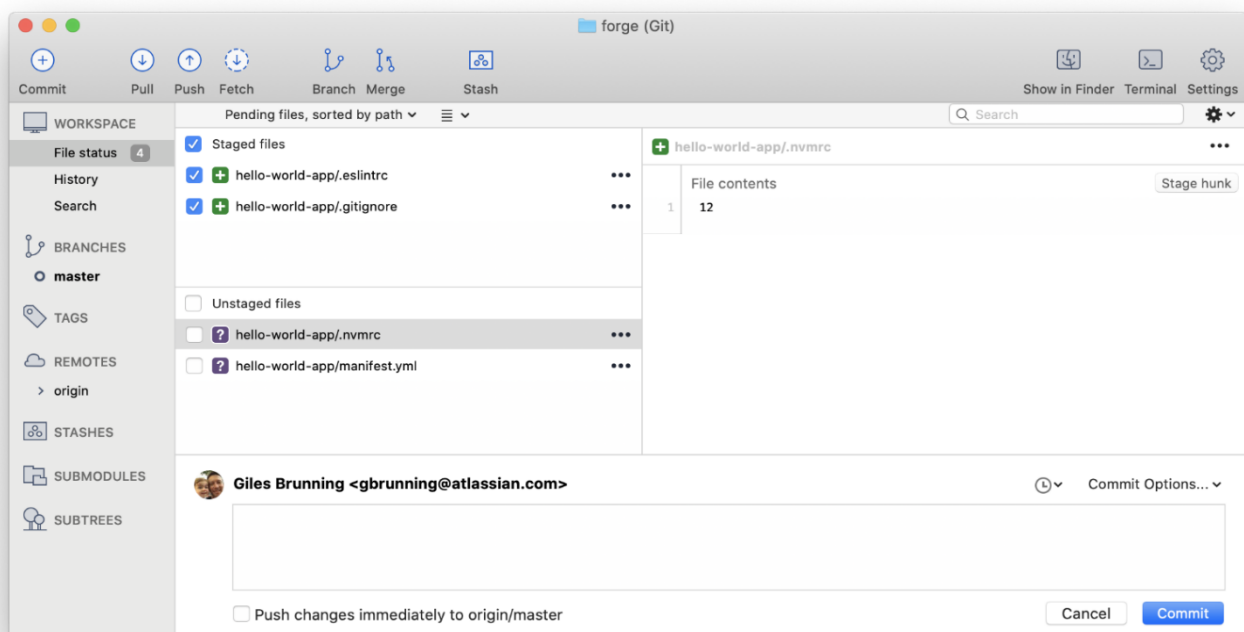 forge (Git)
Commit Pull Push Fetch Branch Merge Stash Show in Finder Terminal Settings
Pending files, sorted by path Search
WORKSPACE
File status 4
History
Search
BRANCHES
master
TAGS
REMOTES
origin
STASHES
SUBMODULES
SUBTREES
Staged files
hello-world-app/.eslintrc
hello-world-app/.gitignore
Unstaged files
? hello-world-app/.nvmrc
? hello-world-app/manifest.yml
hello-world-app/.nvmrc
File contents Stage hunk
1 12
Giles Brunning <gbrunning@atlassian.com> Commit Options...
Push changes immediately to origin/master Cancel Commit